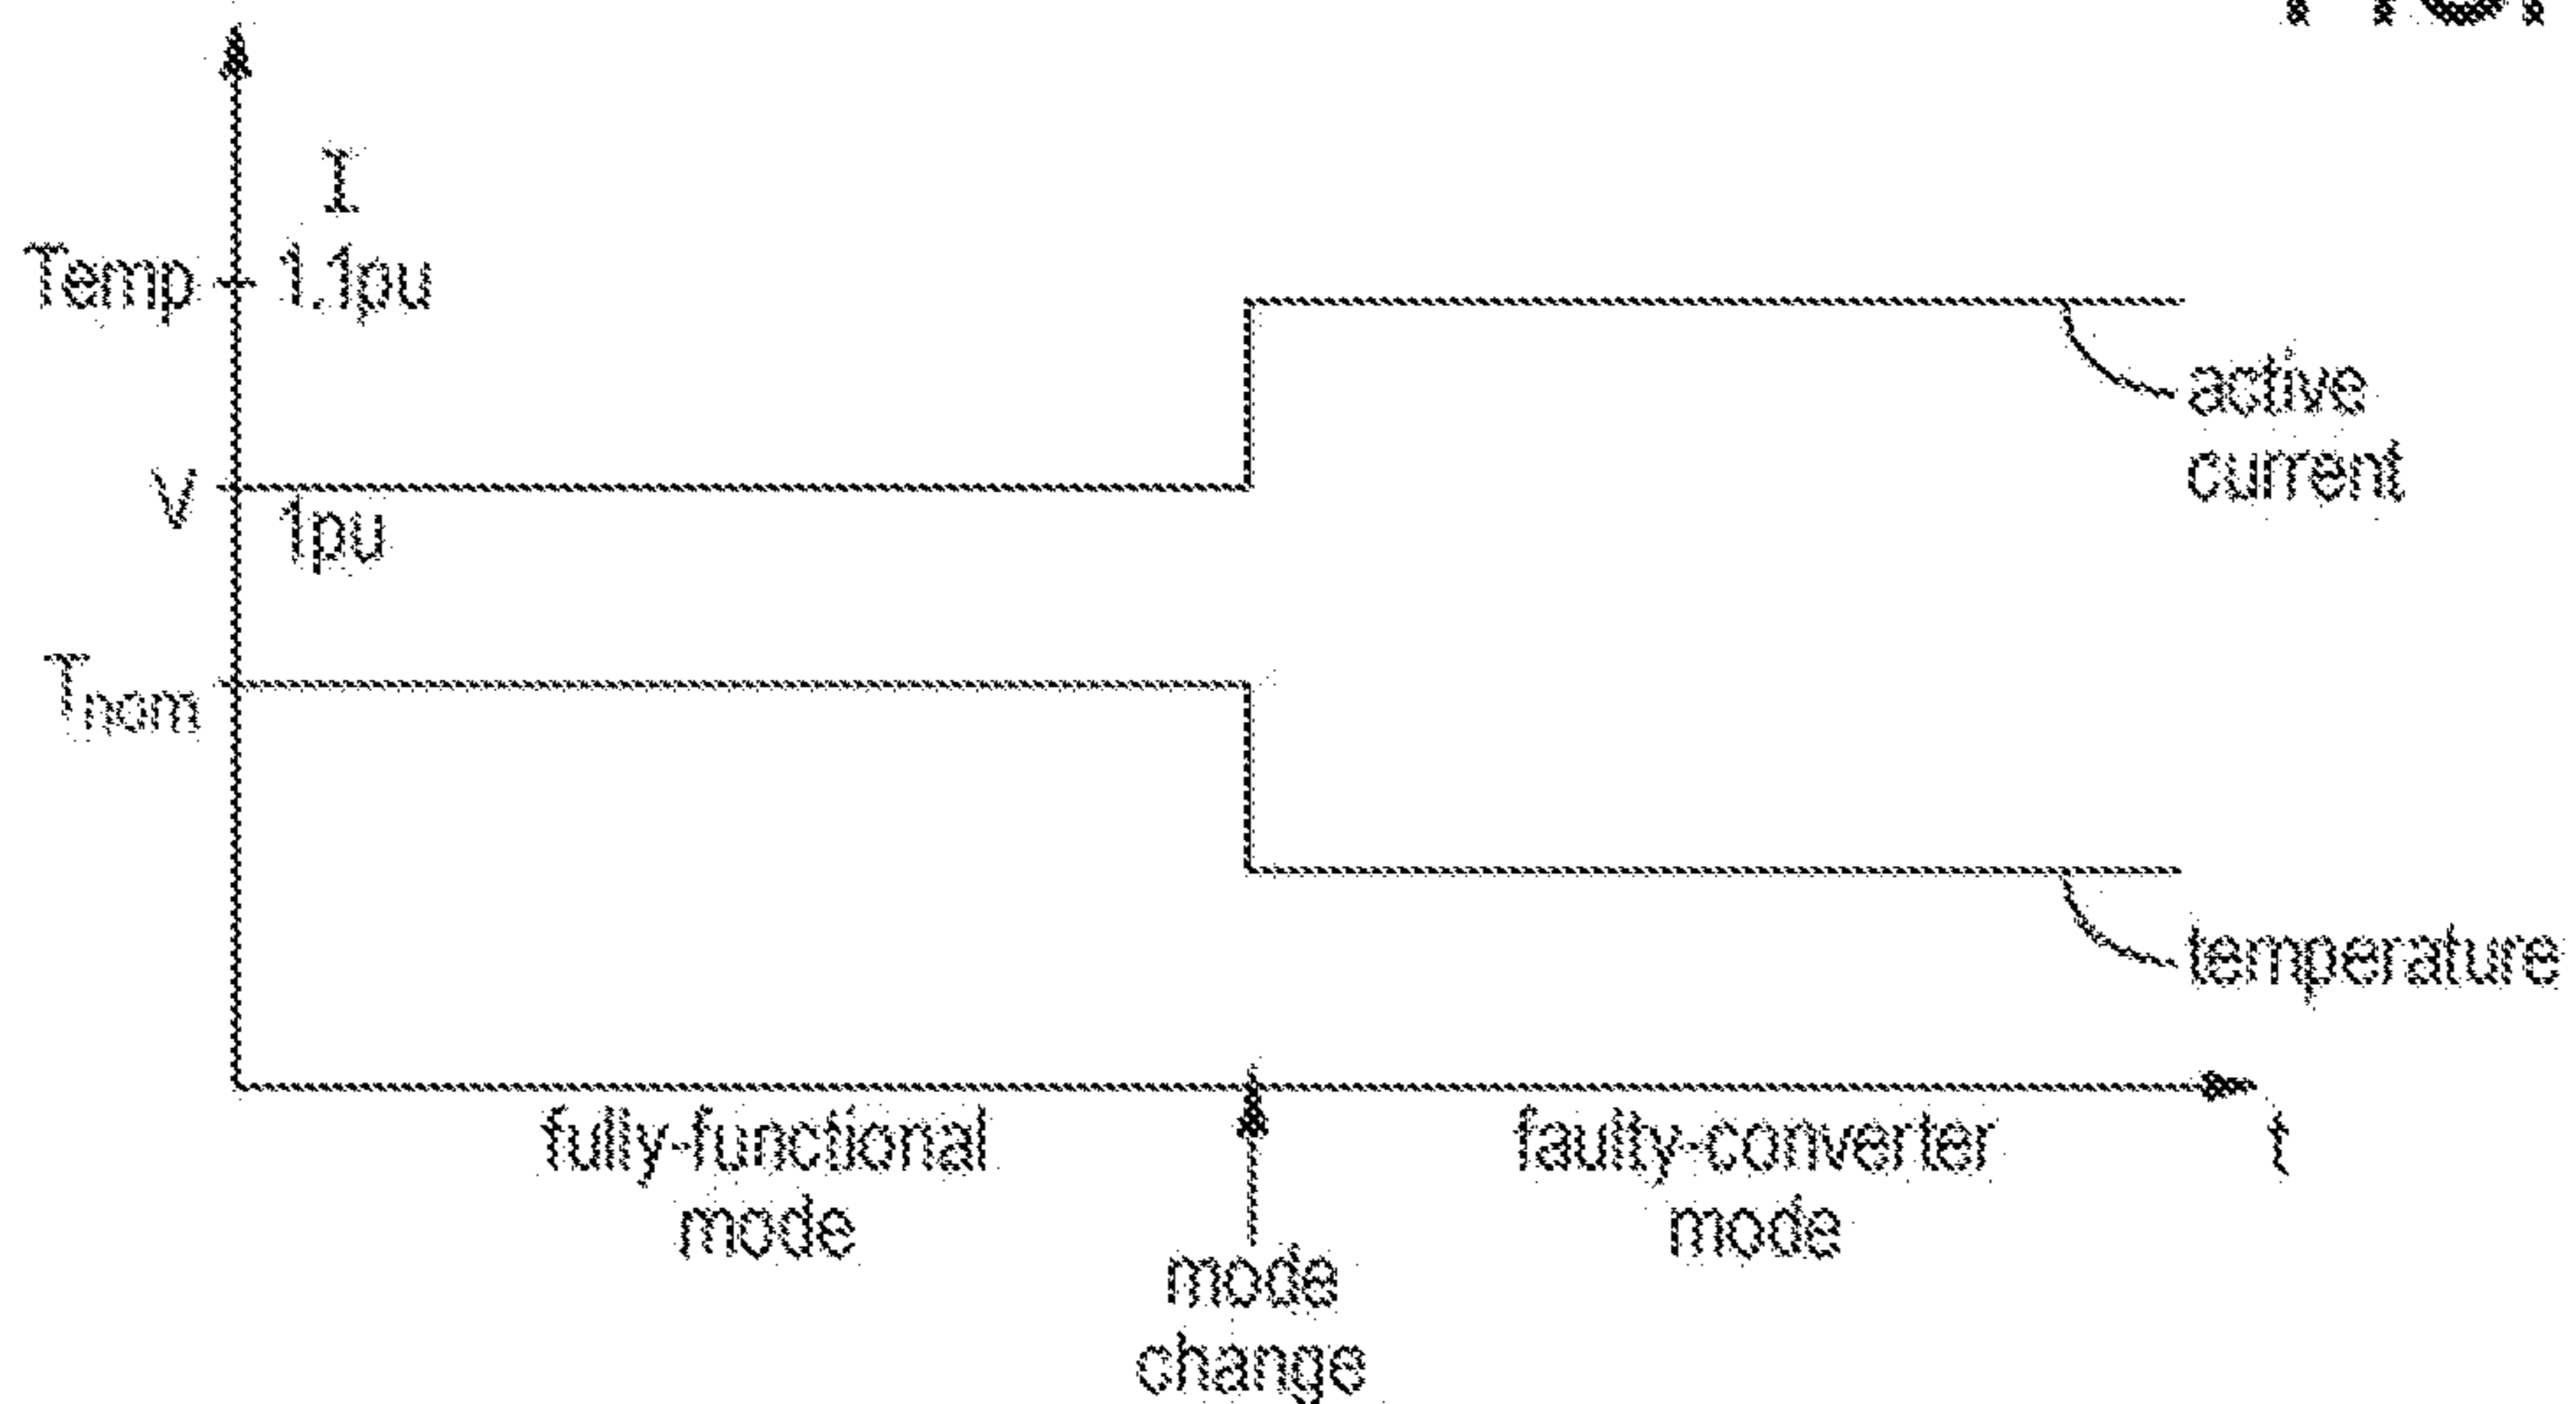 I
Temp 1.1pu
V
1pu
Tnom
active
current
temperature
fully-functional
mode
faulty-converter
mode
t
mode
change